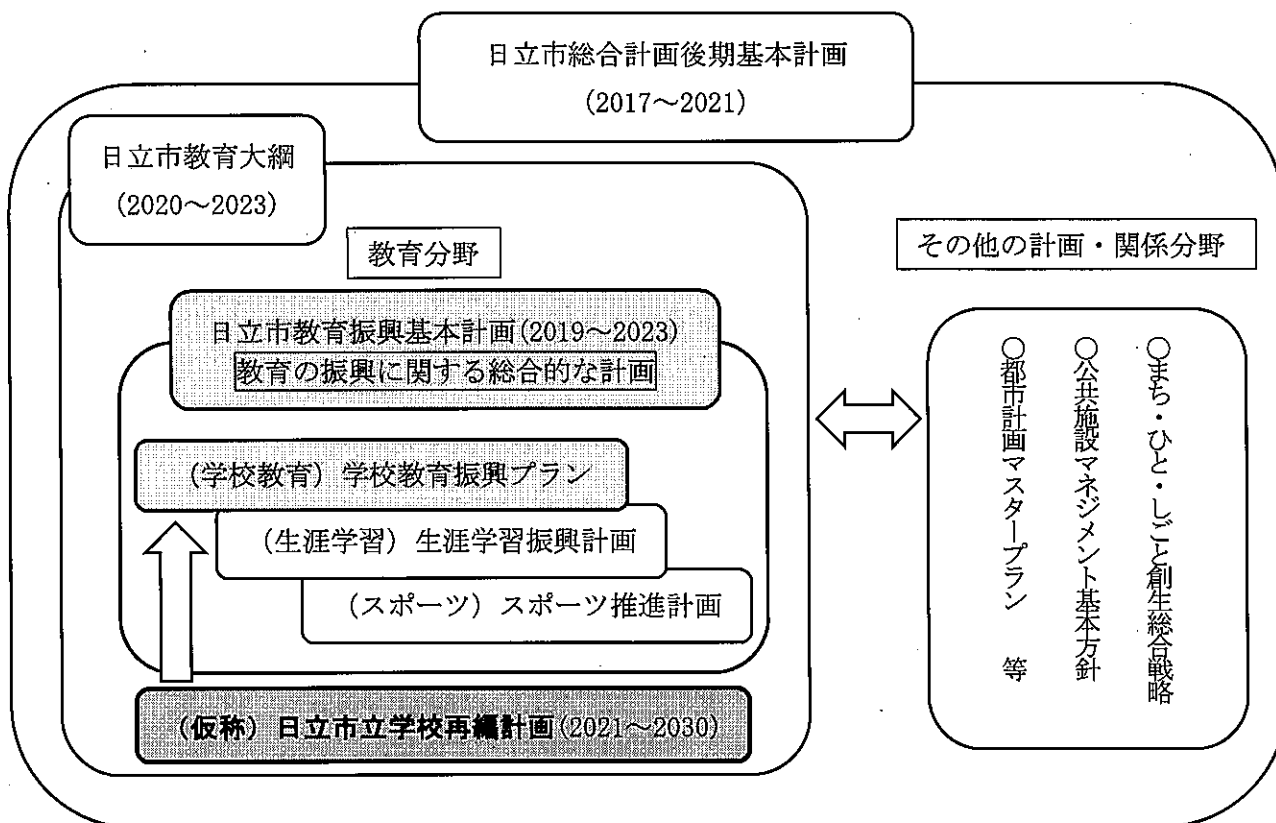 日立市総合計画後期基本計画
(2017～2021)
日立市教育大綱
(2020～2023)
教育分野
日立市教育振興基本計画(2019～2023)
教育の振興に関する総合的な計画
(学校教育) 学校教育振興プラン
(生涯学習) 生涯学習振興計画
(スポーツ) スポーツ推進計画
(仮称) 日立市立学校再編計画(2021～2030)
その他の計画・関係分野
○まち・ひと・しごと創生総合戦略
○公共施設マネジメント基本方針
○都市計画マスタープラン 等